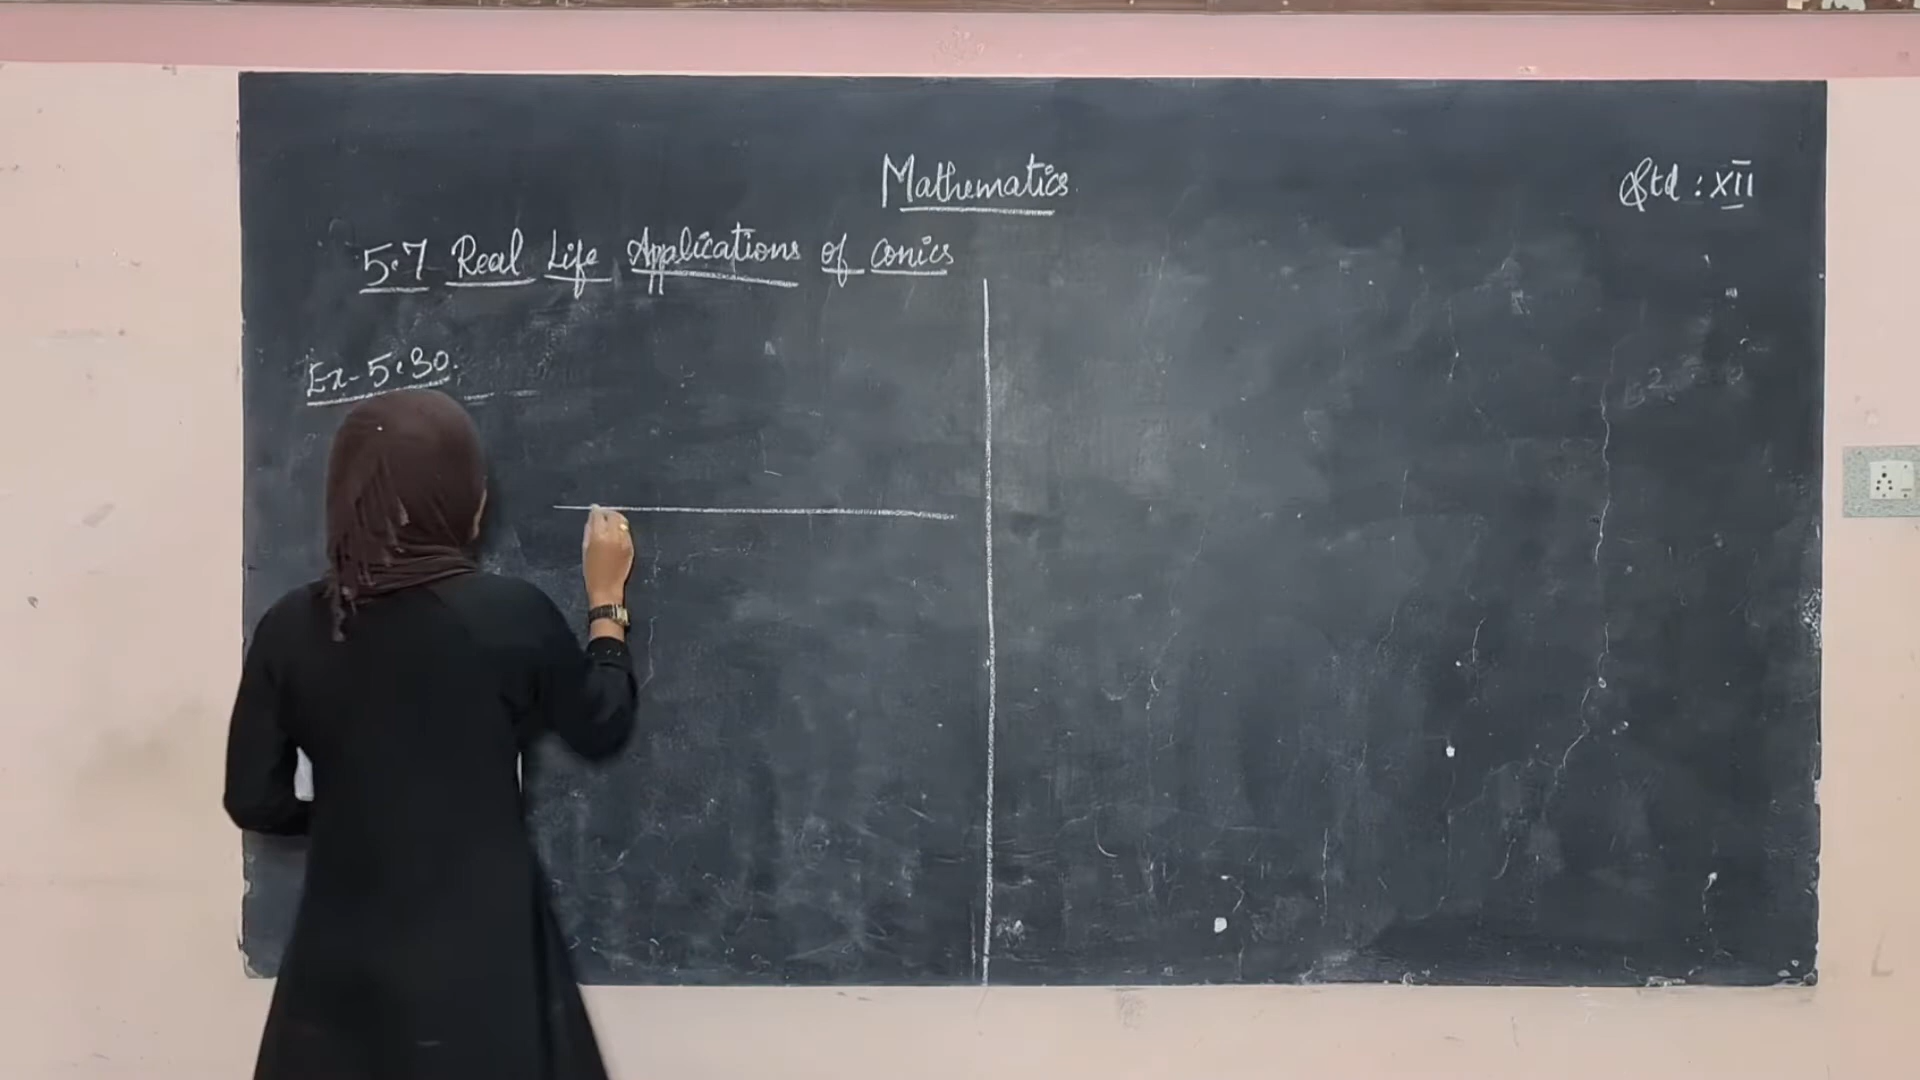 Mathematics
Std : XII
5.7 Real Life Applications of conics
Ex - 5.30.